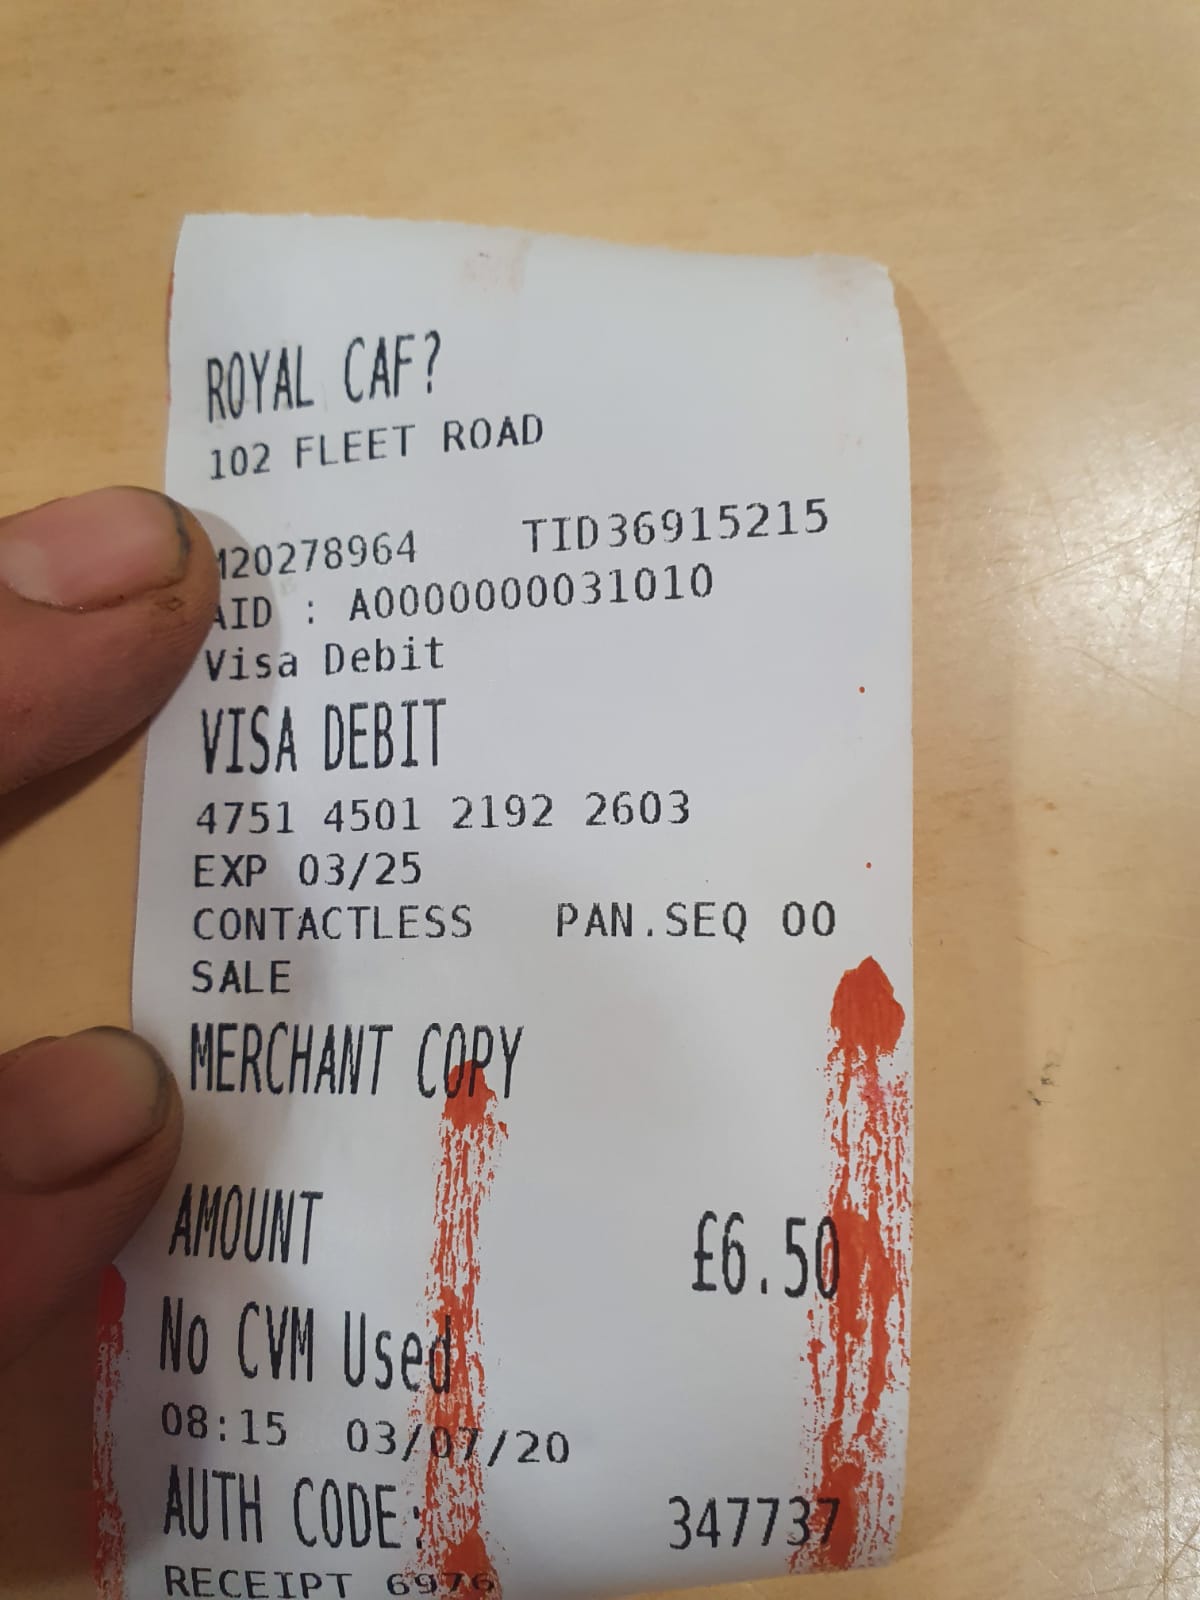 ROYAL CAF?
102 FLEET ROAD
M20278964 TID36915215
AID : A0000000031010
Visa Debit
VISA DEBIT
4751 4501 2192 2603
EXP 03/25
CONTACTLESS PAN.SEQ 00
SALE
MERCHANT COPY
AMOUNT £6.50
No CVM Used
08:15 03/07/20
AUTH CODE: 347737
RECEIPT 6976